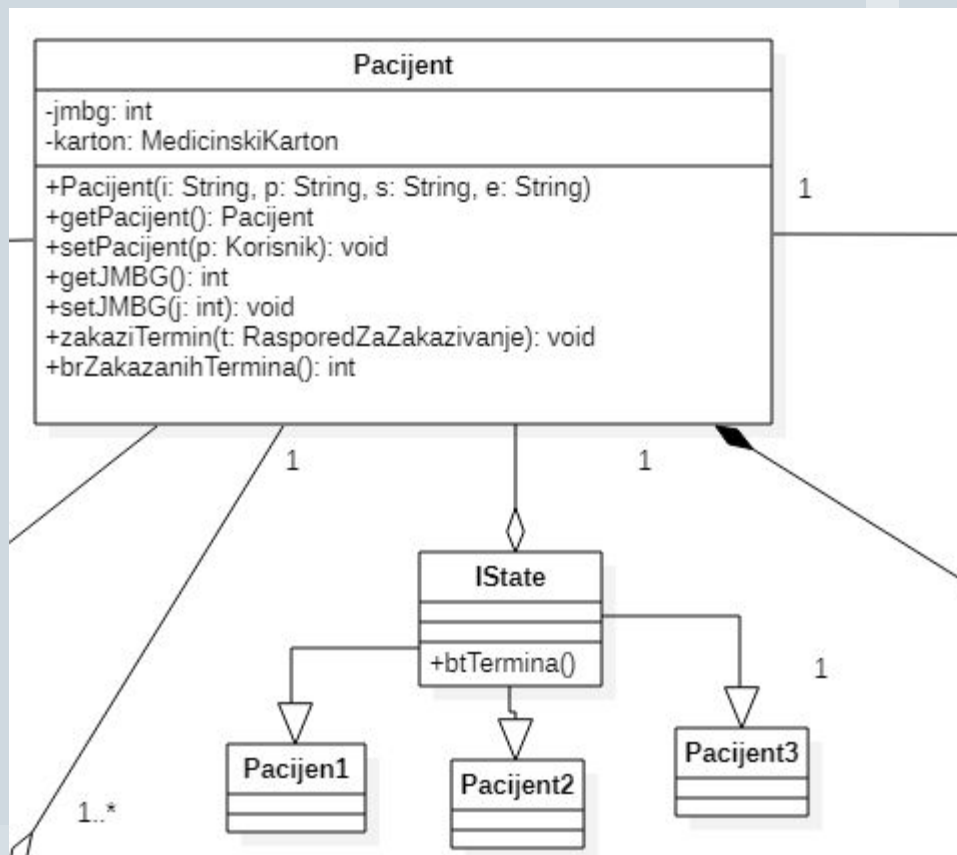 Pacijent
-jmbg: int
-karton: MedicinskiKarton
+Pacijent(i: String, p: String, s: String, e: String)
+getPacijent(): Pacijent
+setPacijent(p: Korisnik): void
+getJMBG(): int
+setJMBG(j: int): void
+zakaziTermin(t: RasporedZaZakazivanje): void
+brZakazanihTermina(): int
1
1
1
IState
+btTermina()
1
Pacijen1
Pacijent2
Pacijent3
1..*